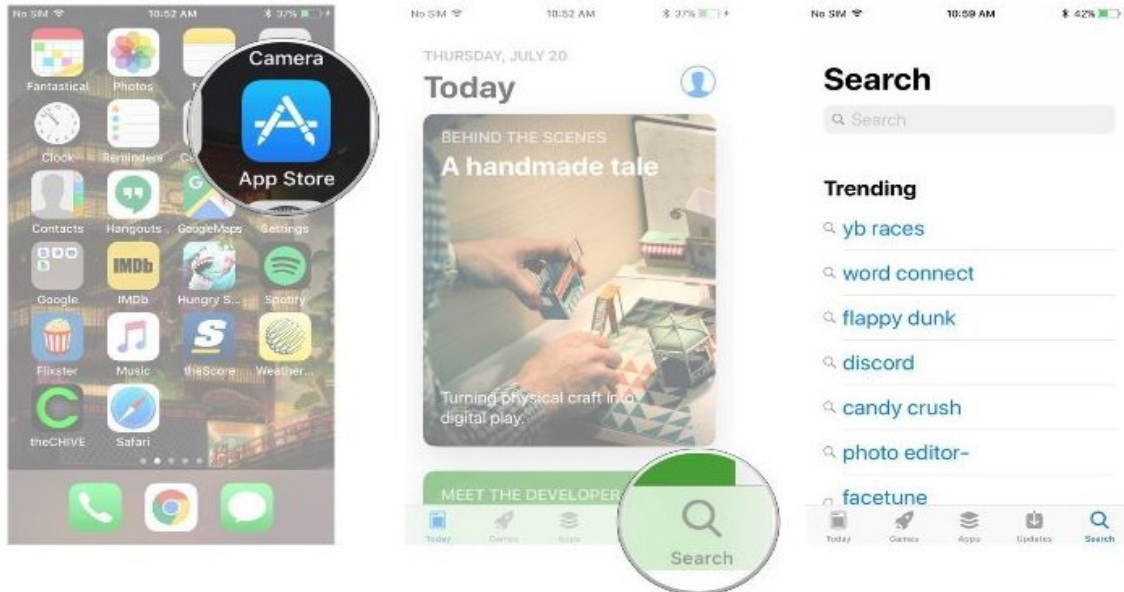 No SIM 10:52 AM 37%
Camera
Fantastical Photos
App Store
Clock Reminders
Contacts Hangouts GoogleMaps Settings
IMDb
Google IMDb Hungry S... Spotify
S
Flixster Music theScore Weather...
C
theCHIVE Safari
No SIM 10:52 AM 37%
THURSDAY, JULY 20
Today
BEHIND THE SCENES
A handmade tale
Turning physical craft into
digital play.
MEET THE DEVELOPER
Today Games Apps
Search
No SIM 10:59 AM 42%
Search
Search
Trending
yb races
word connect
flappy dunk
discord
candy crush
photo editor-
facetune
Today Games Apps Updates Search